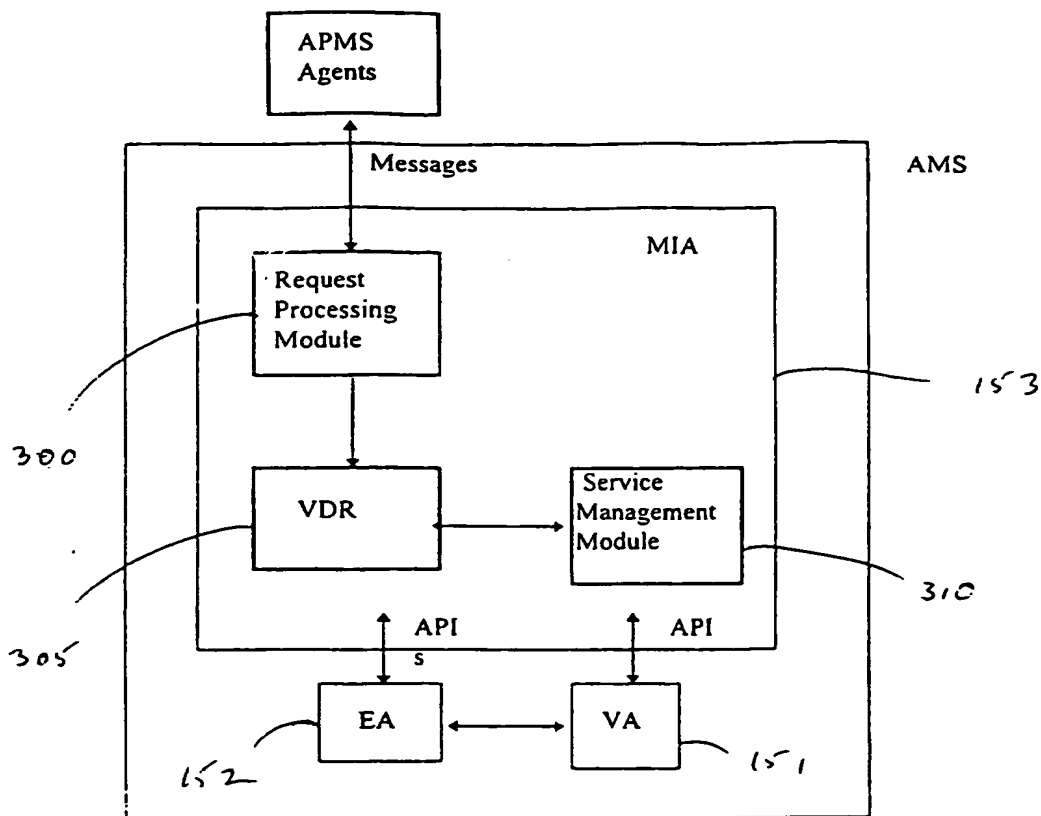 APMS
Agents
Messages
AMS
MIA
Request
Processing
Module
153
300
VDR
Service
Management
Module
310
305
API
s
API
EA
VA
152
151